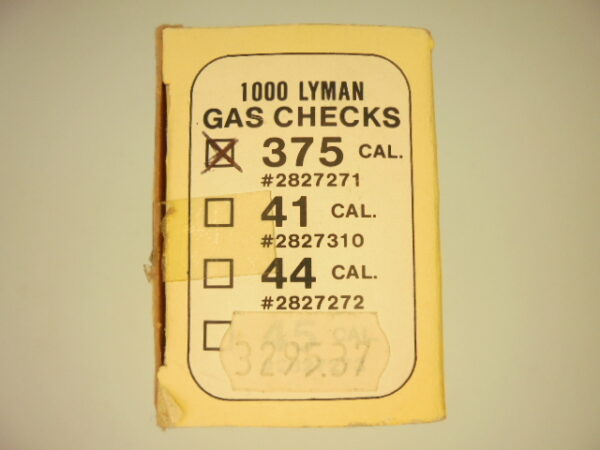 1000 LYMAN
GAS CHECKS
375 CAL.
#2827271
41 CAL.
#2827310
44 CAL.
#2827272
45 CAL
3295.37